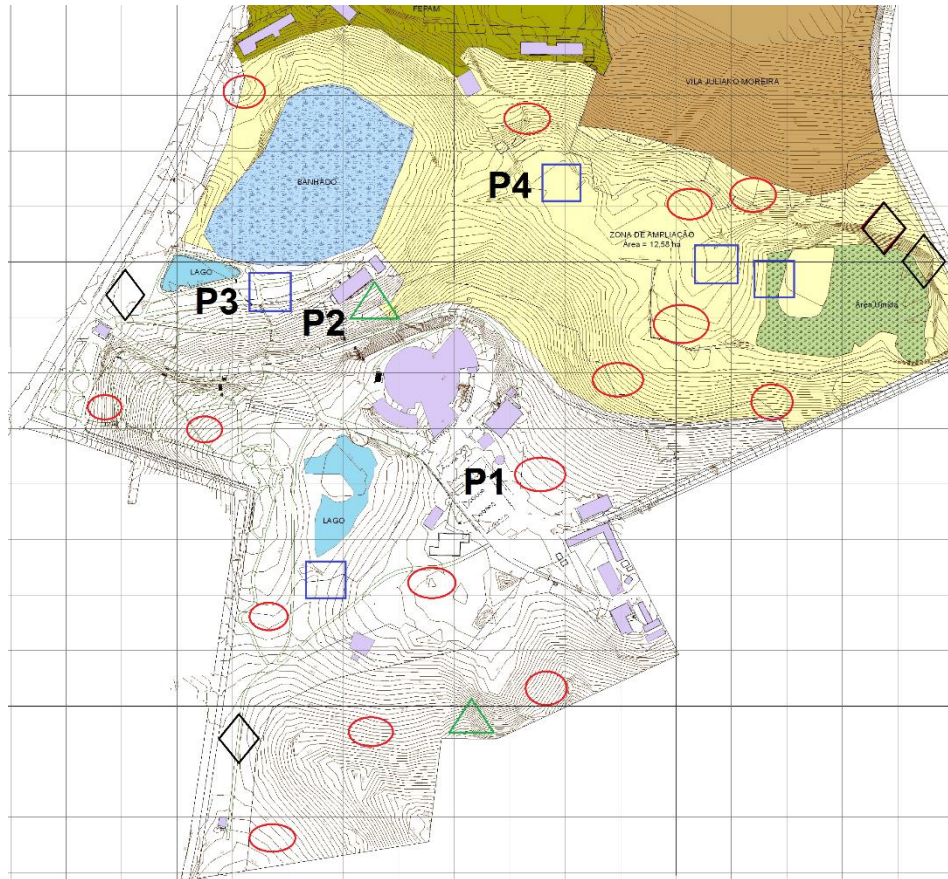 FEPAM
VILA JULIANO MOREIRA
BANHADO
P4
ZONA DE AMPLIAÇÃO
Área = 12,58 ha
LAGO
P3
P2
Área Úmida
P1
LAGO